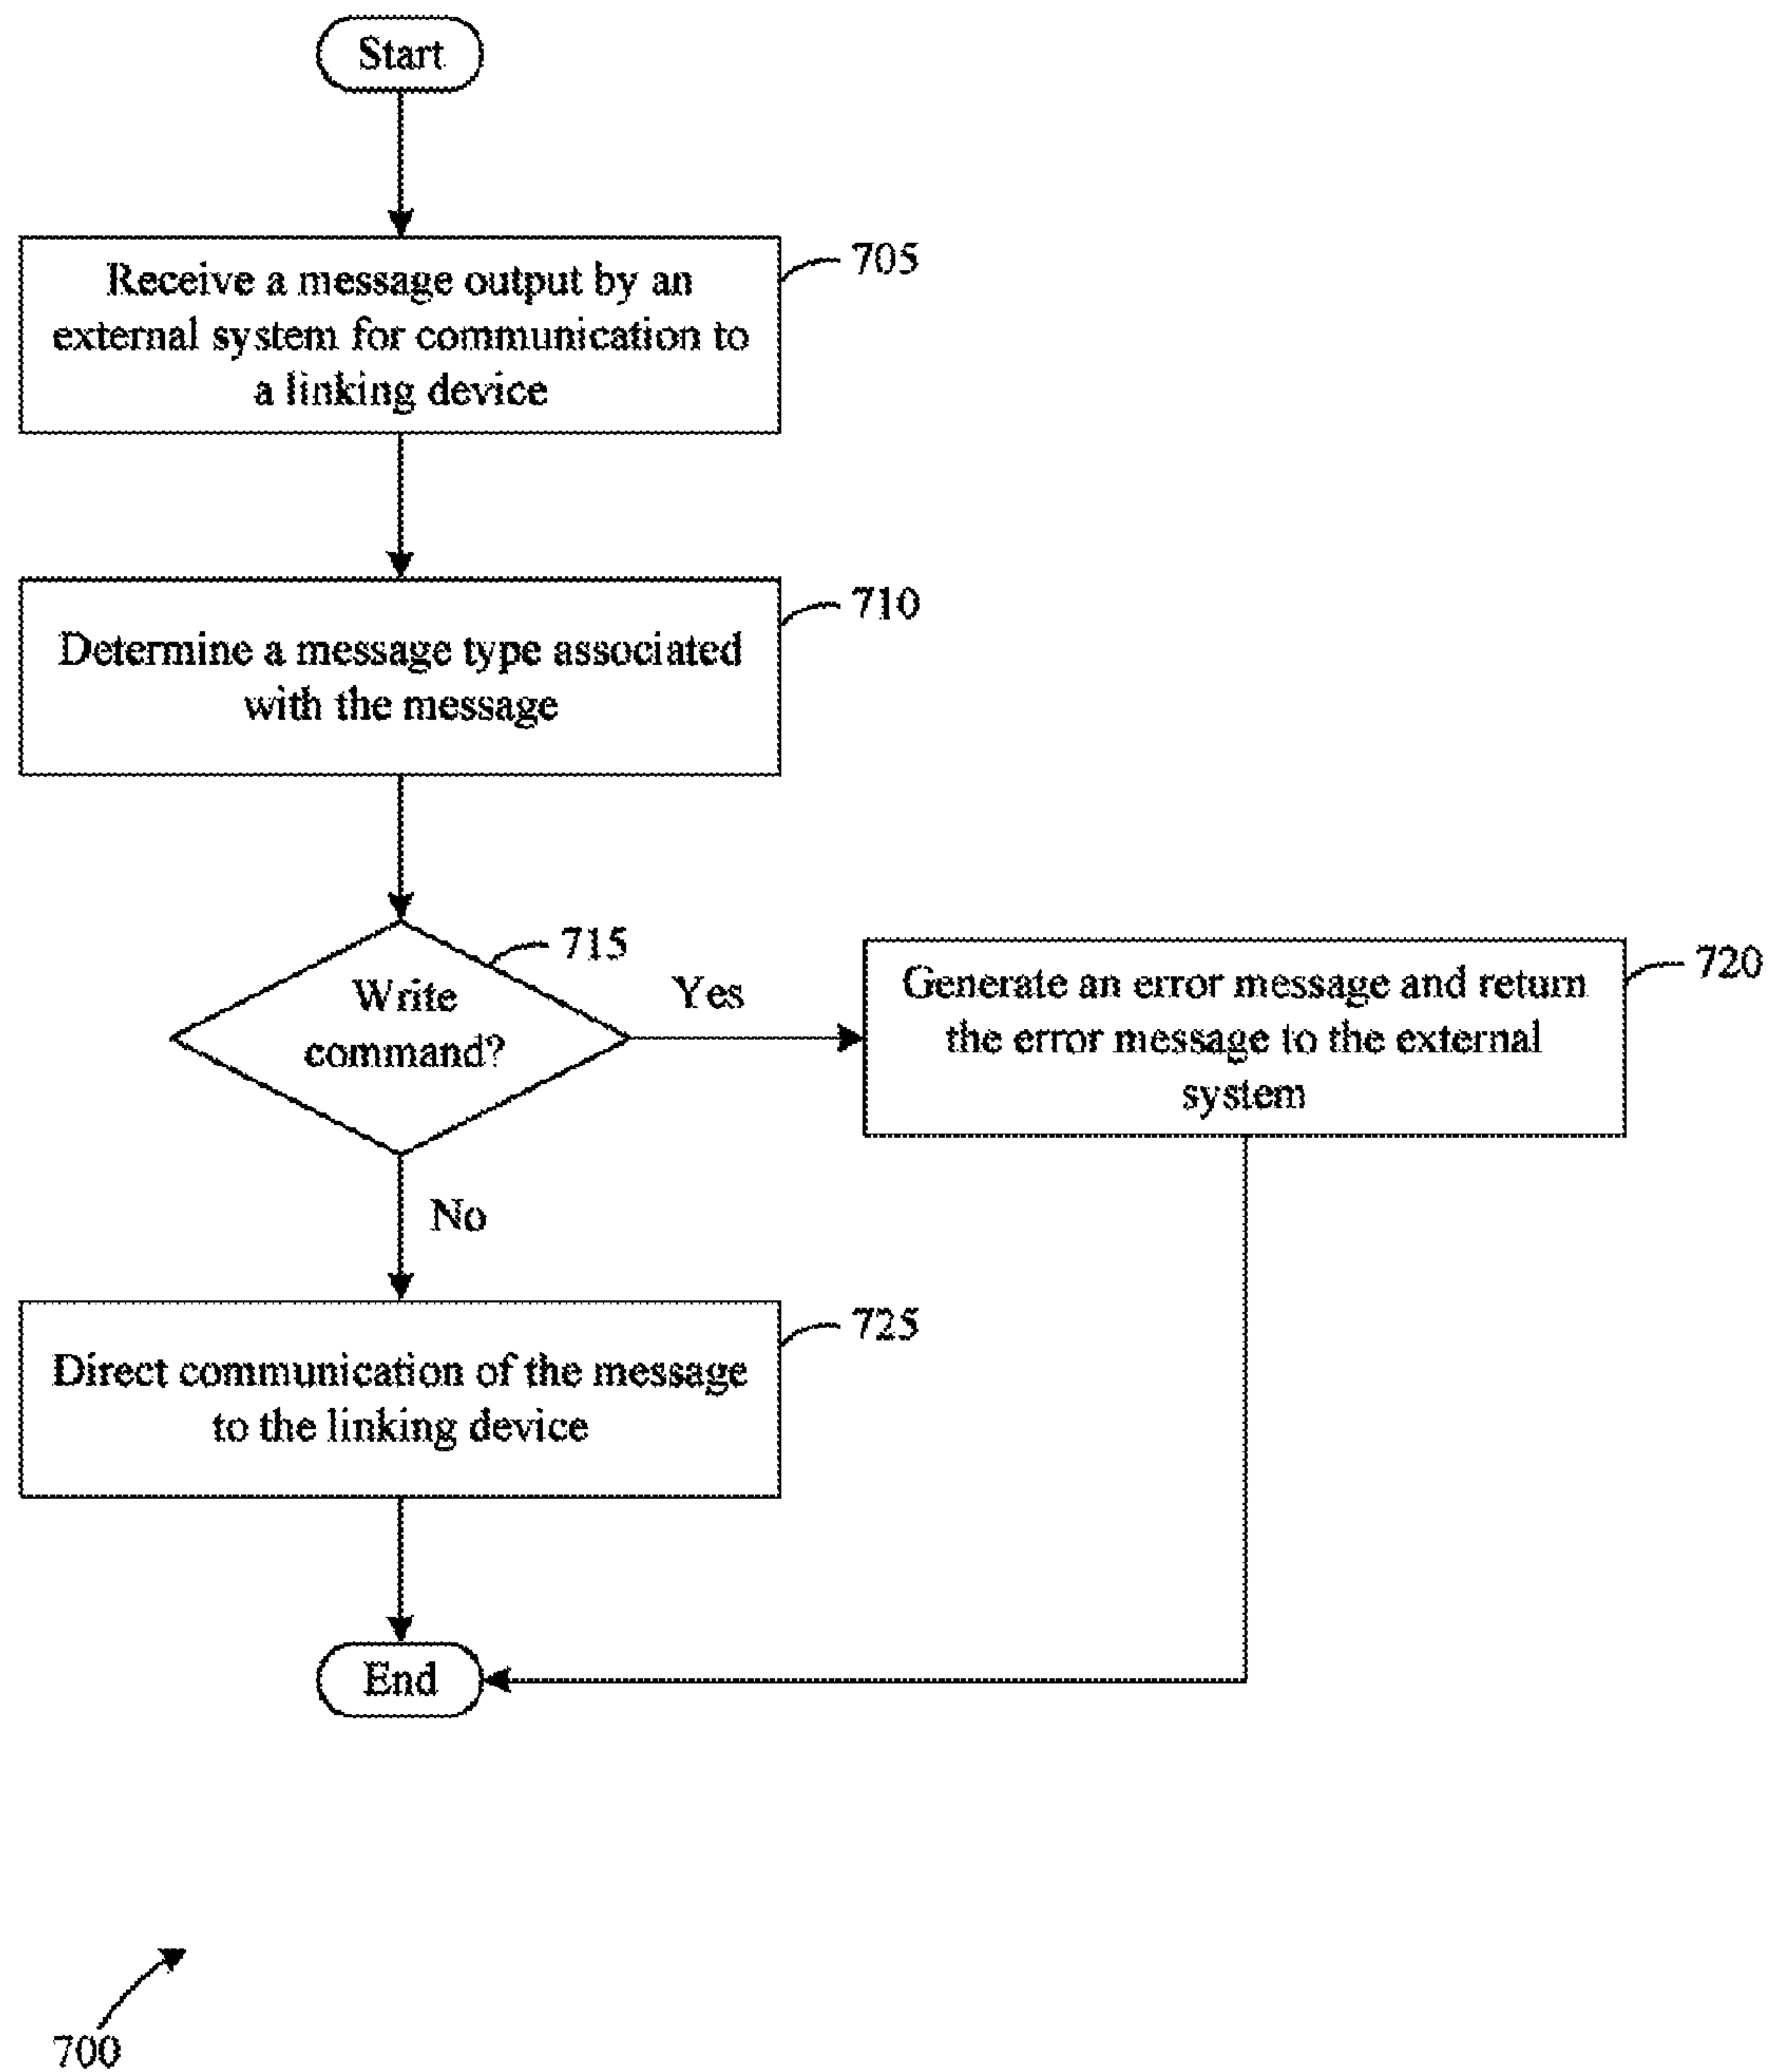 Start
Receive a message output by an
external system for communication to
a linking device
705
Determine a message type associated
with the message
710
Write
command?
715
Yes
Generate an error message and return
the error message to the external
system
720
No
Direct communication of the message
to the linking device
725
End
700